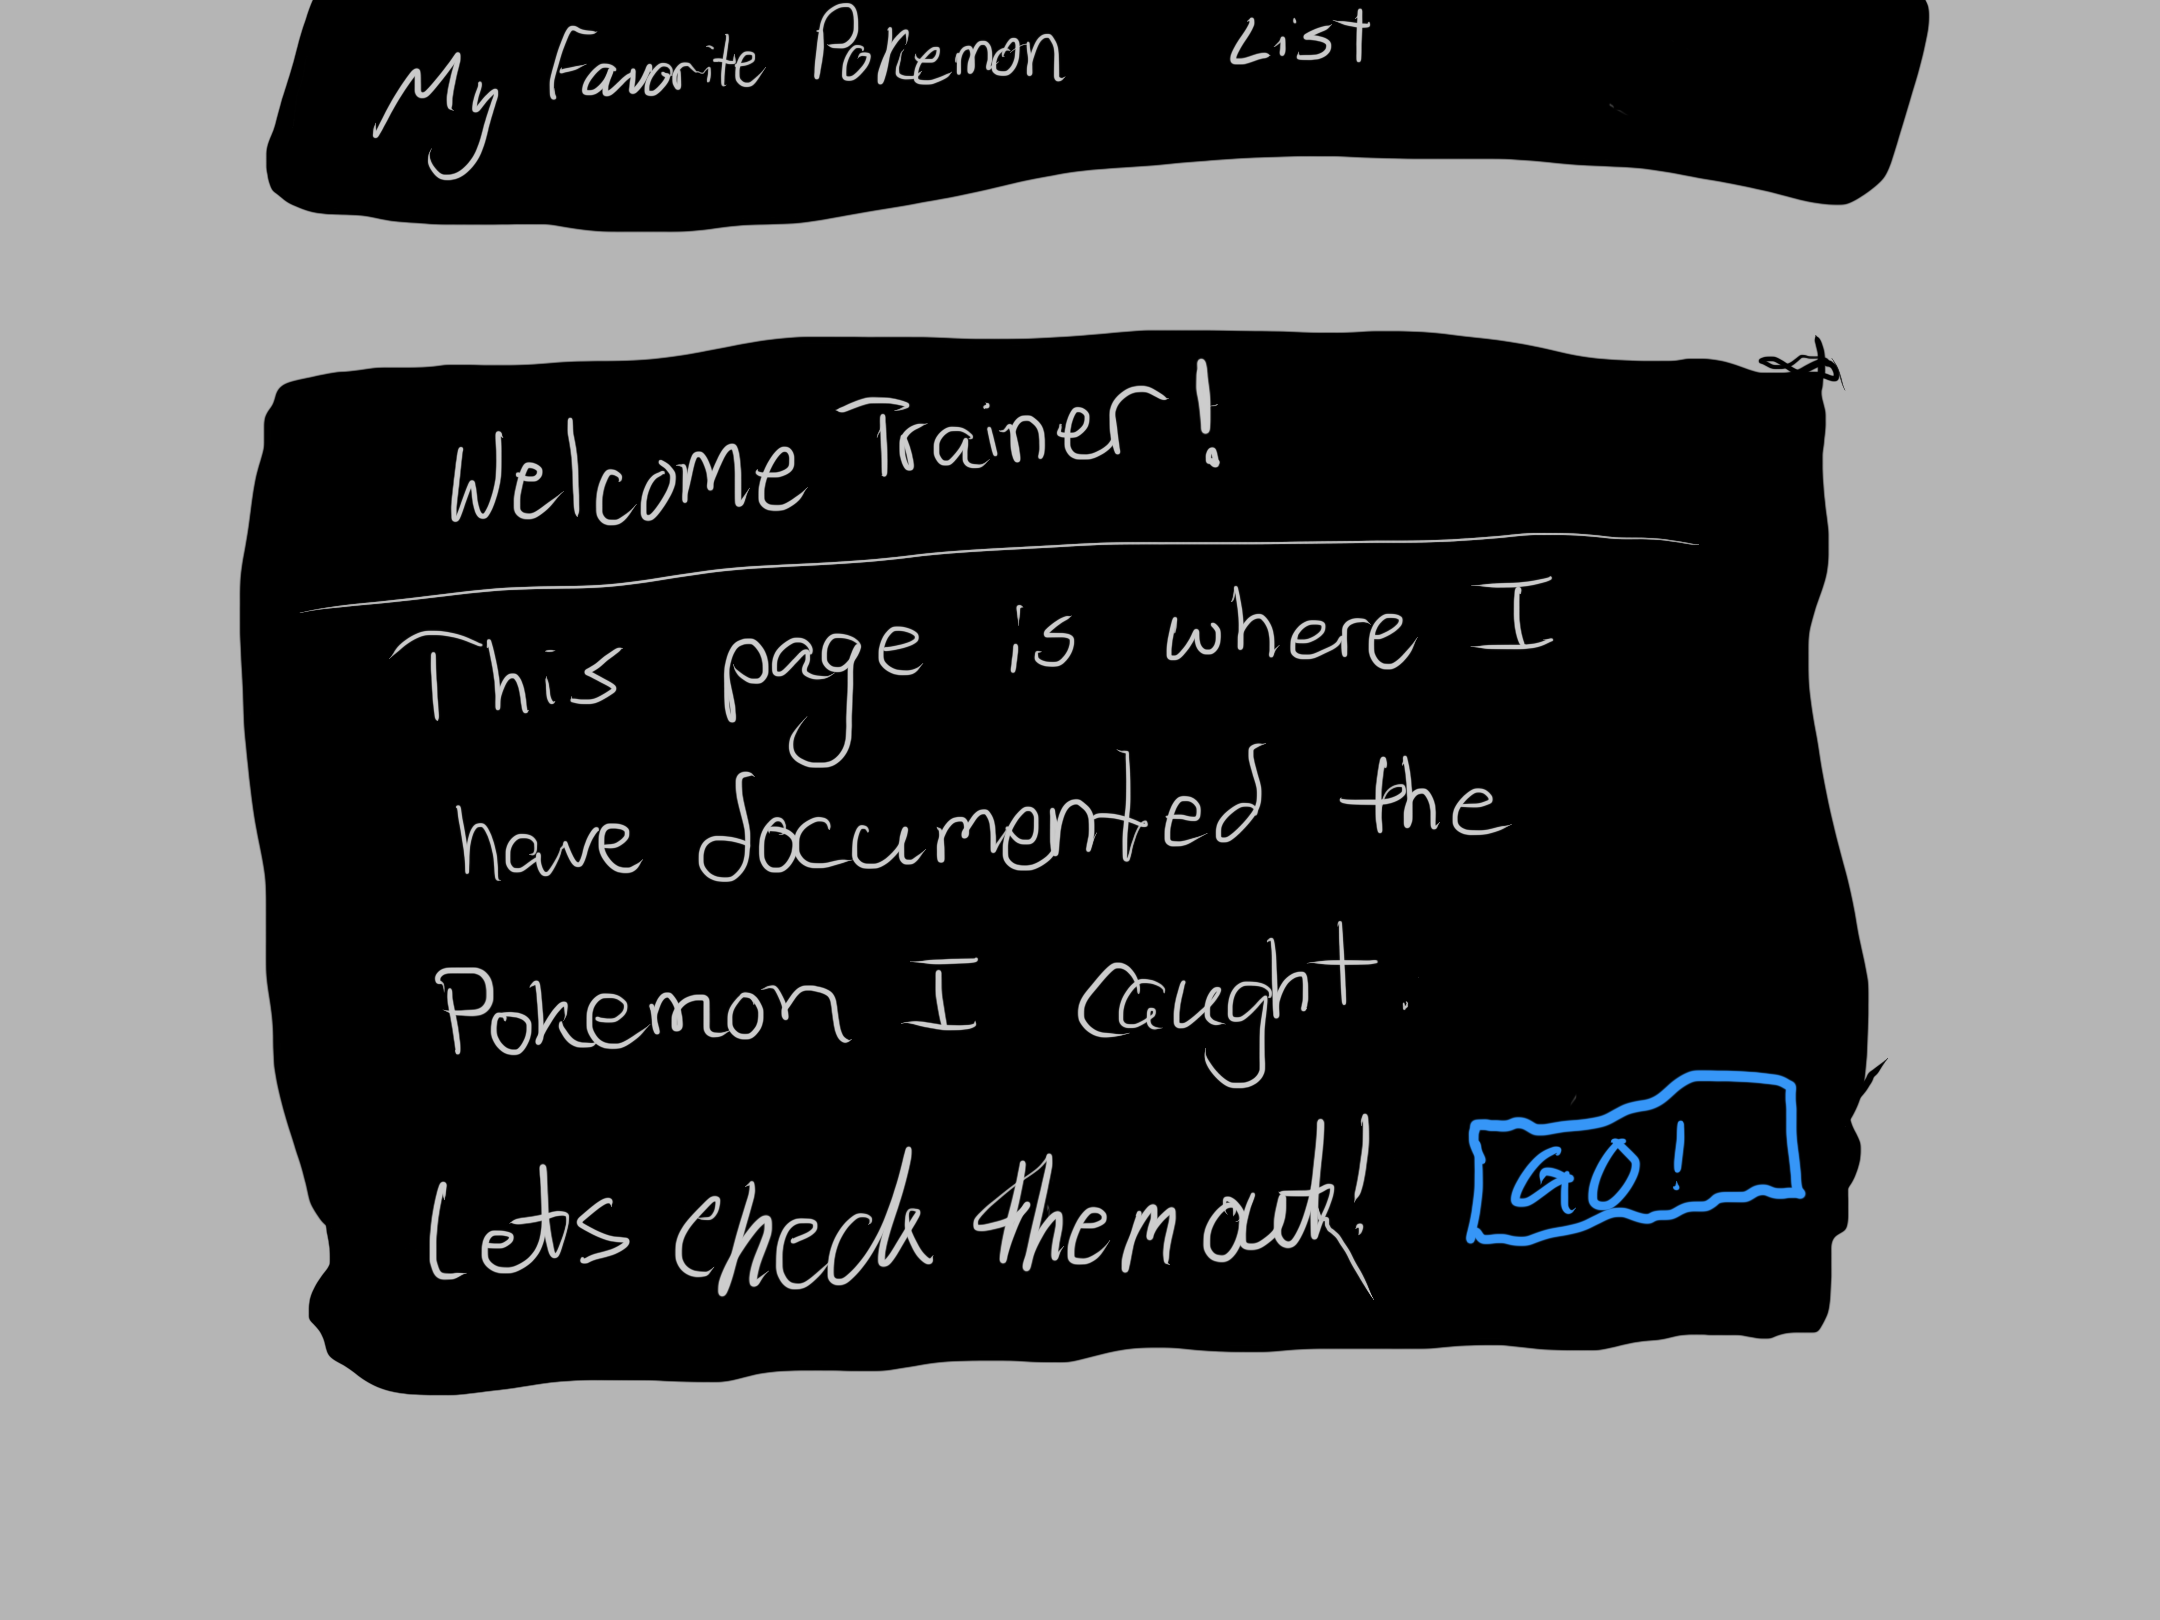 My Favorite Pokemon List
Welcome Trainer!
This page is where I
have documented the
Pokemon I Caught.
Lets check them out!
GO!